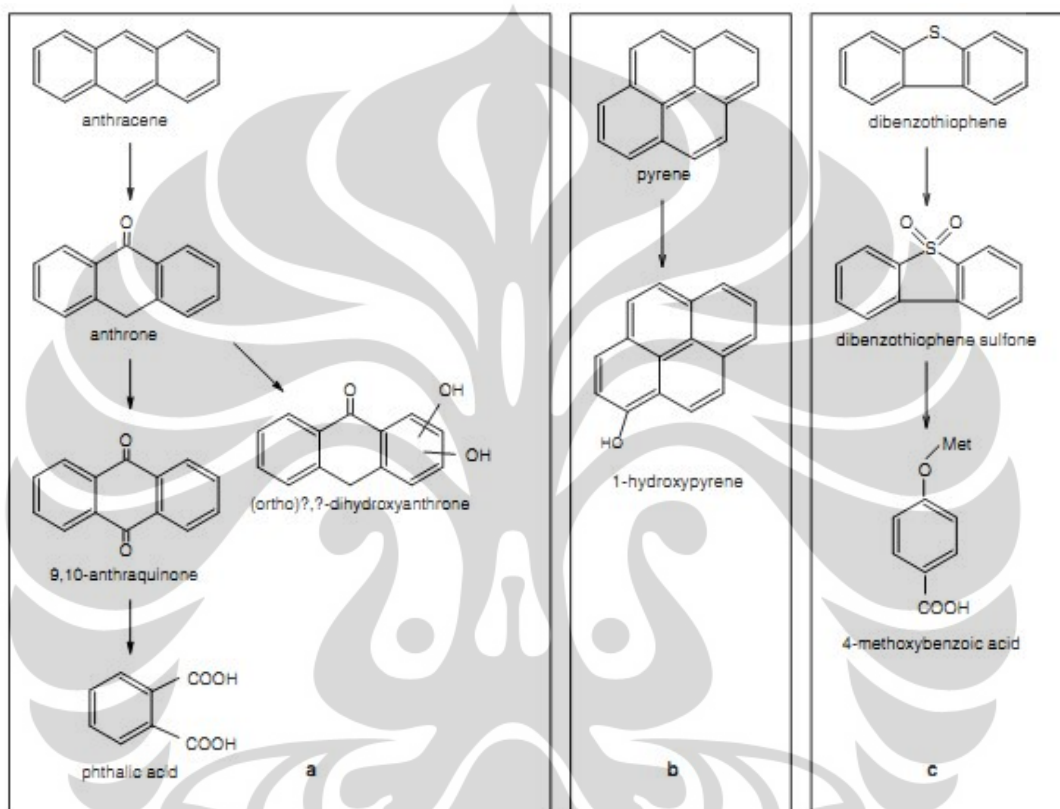 anthracene
O
anthrone
O
O
9,10-anthraquinone
O
OH
OH
(ortho)?,?-dihydroxyanthrone
COOH
COOH
phthalic acid
a
pyrene
HO
1-hydroxypyrene
b
S
dibenzothiophene
O O
S
dibenzothiophene sulfone
Met
O
COOH
4-methoxybenzoic acid
c